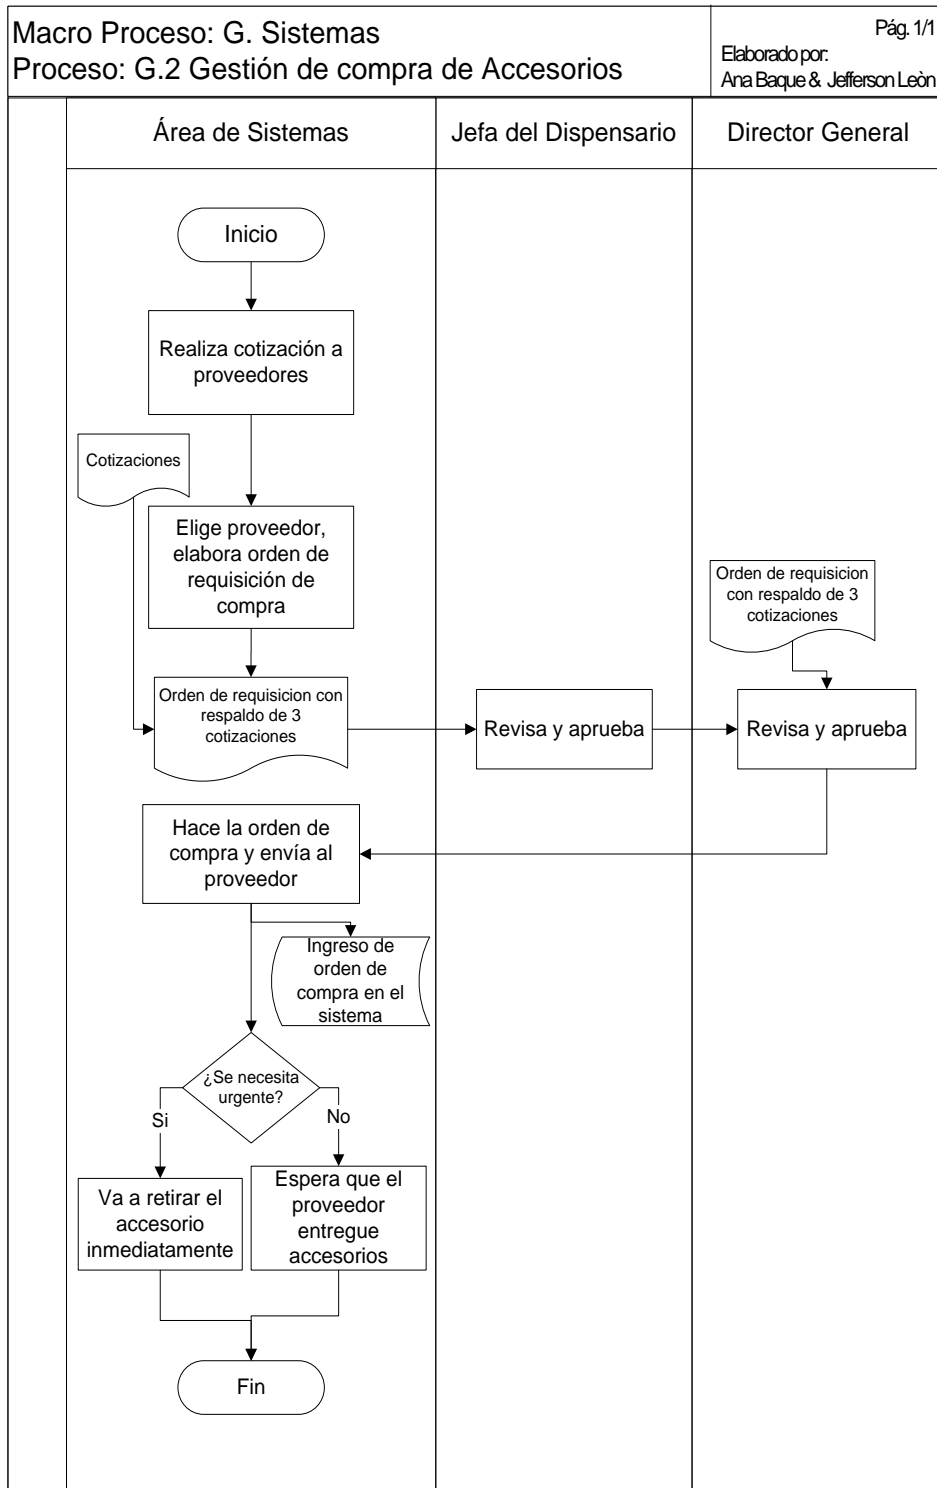 Macro Proceso: G. Sistemas
Proceso: G.2 Gestión de compra de Accesorios
Pág. 1/1
Elaborado por:
Ana Baque & Jefferson Leòn
Área de Sistemas
Jefa del Dispensario
Director General
Inicio
Realiza cotización a
proveedores
Cotizaciones
Elige proveedor,
elabora orden de
requisición de
compra
Orden de requisicion
con respaldo de 3
cotizaciones
Orden de requisicion con
respaldo de 3
cotizaciones
Revisa y aprueba
Revisa y aprueba
Hace la orden de
compra y envía al
proveedor
Ingreso de
orden de
compra en el
sistema
¿Se necesita
urgente?
Si
No
Va a retirar el
accesorio
inmediatamente
Espera que el
proveedor
entregue
accesorios
Fin